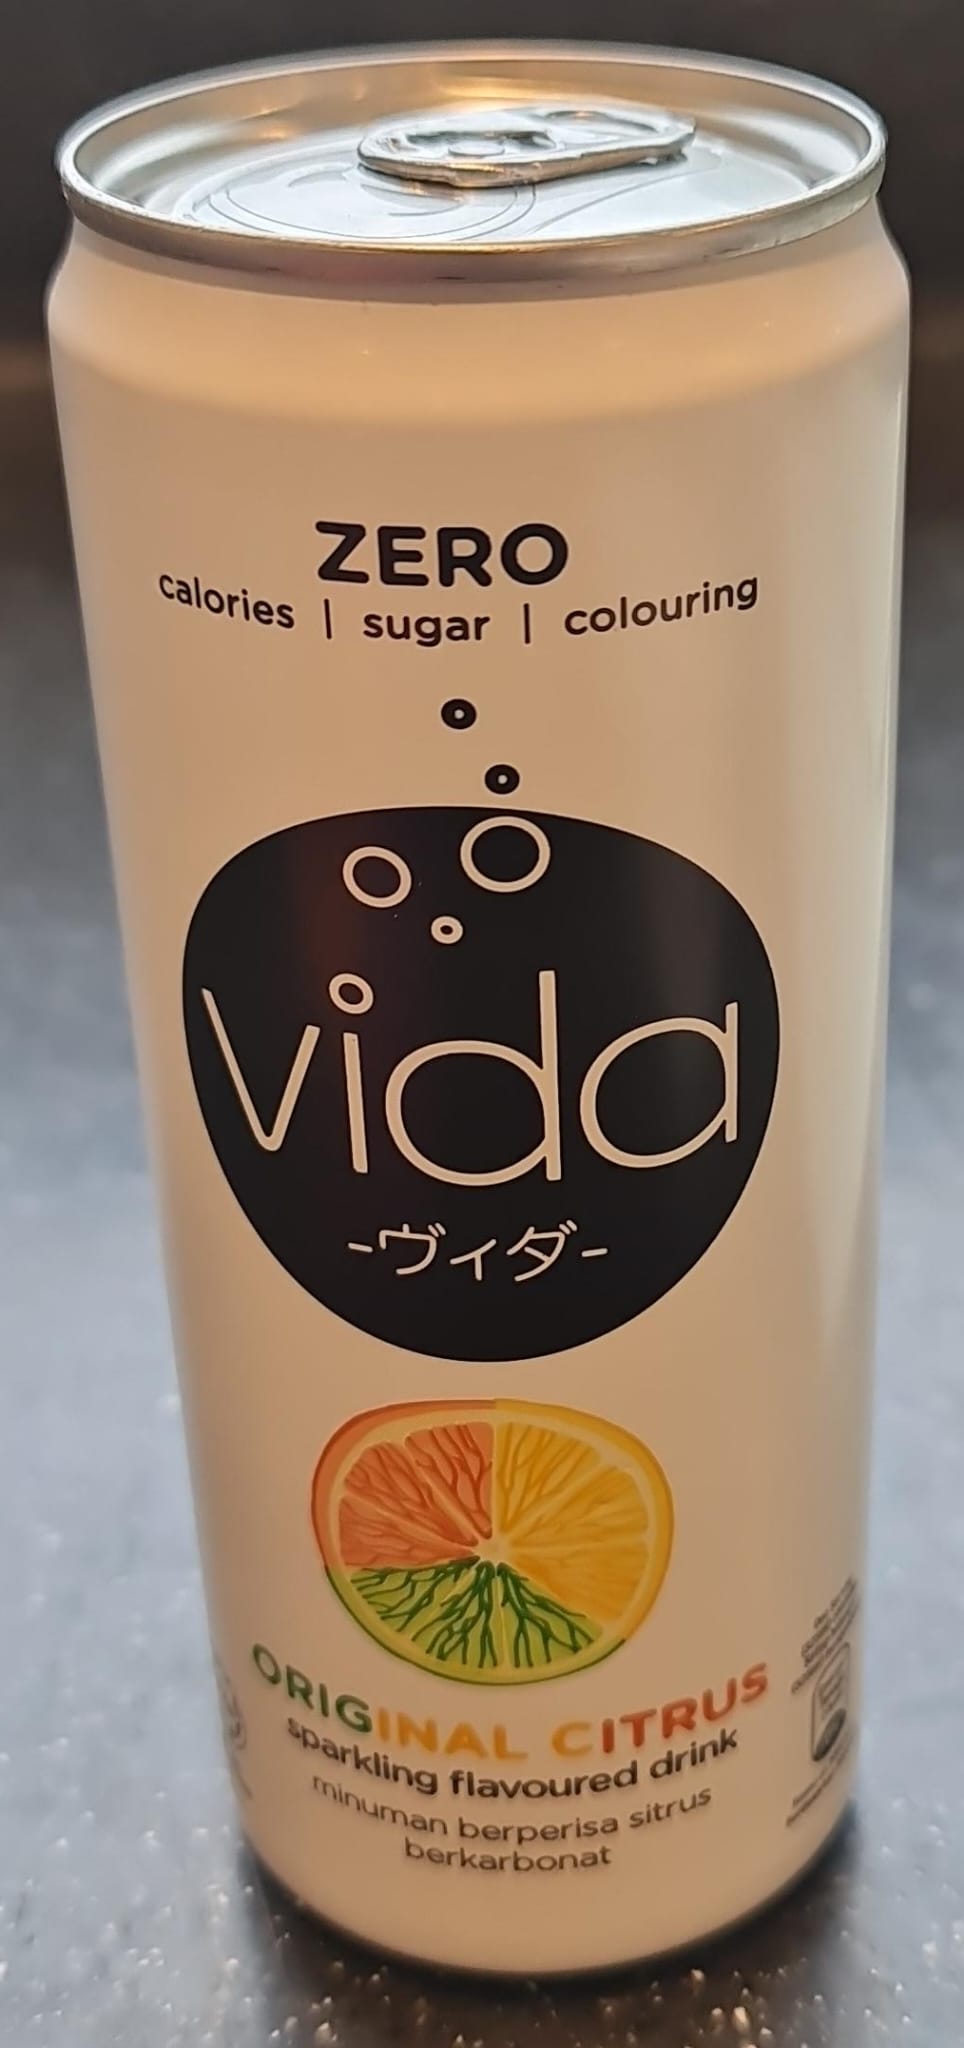 ZERO
calories | sugar | colouring
vida
-ヴィダ-
ORIGINAL CITRUS
sparkling flavoured drink
minuman berperisa sitrus
berkarbonat